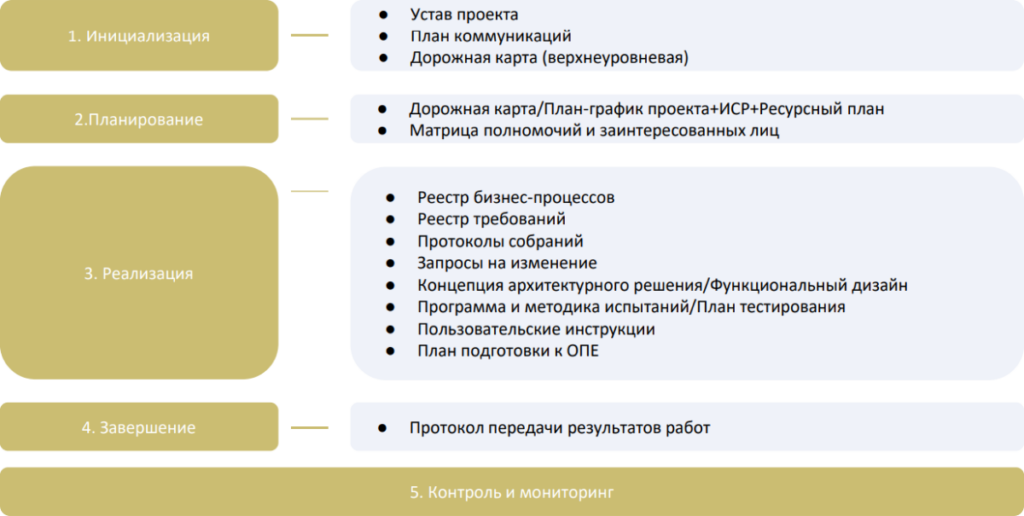 1. Инициализация
● Устав проекта
● План коммуникаций
● Дорожная карта (верхнеуровневая)
2.Планирование
● Дорожная карта/План-график проекта+ИСР+Ресурсный план
● Матрица полномочий и заинтересованных лиц
3. Реализация
● Реестр бизнес-процессов
● Реестр требований
● Протоколы собраний
● Запросы на изменение
● Концепция архитектурного решения/Функциональный дизайн
● Программа и методика испытаний/План тестирования
● Пользовательские инструкции
● План подготовки к ОПЕ
4. Завершение
● Протокол передачи результатов работ
5. Контроль и мониторинг